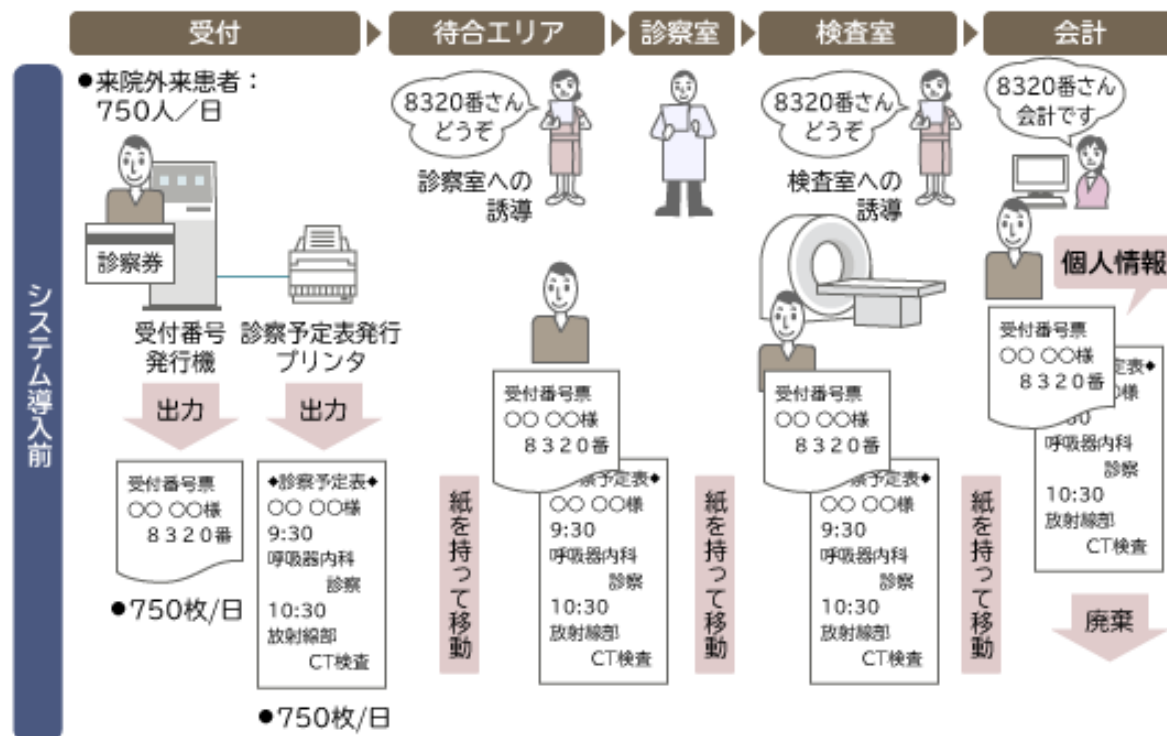 受付
待合エリア
診察室
検査室
会計
システム導入前
●来院外来患者：
750人／日
診察券
受付番号
発行機
診察予定表発行
プリンタ
出力
出力
受付番号票
○○ ○○様
8320番
●750枚/日
◆診察予定表◆
○○ ○○様
9:30
呼吸器内科
診察
10:30
放射線部
CT検査
●750枚/日
8320番さん
どうぞ
診察室への
誘導
受付番号票
○○ ○○様
8320番
紙を持って移動
察予定表◆
○○ ○○様
9:30
呼吸器内科
診察
10:30
放射線部
CT検査
紙を持って移動
8320番さん
どうぞ
検査室への
誘導
受付番号票
○○ ○○様
8320番
察予定表◆
○○ ○○様
9:30
呼吸器内科
診察
10:30
放射線部
CT検査
紙を持って移動
8320番さん
会計です
個人情報
受付番号票
○○ ○○様
8320番
定表◆
○様
呼吸器内科
診察
10:30
放射線部
CT検査
廃棄